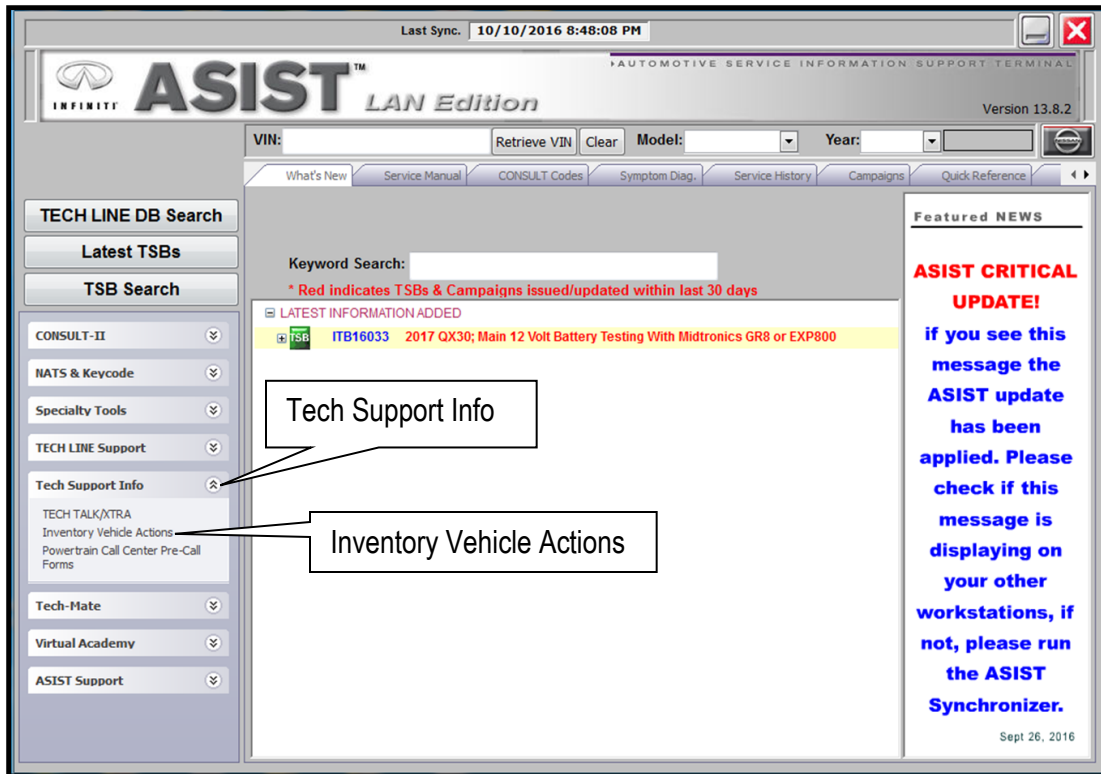 Last Sync. 10/10/2016 8:48:08 PM
INFINITI ASIST™ LAN Edition
AUTOMOTIVE SERVICE INFORMATION SUPPORT TERMINAL
Version 13.8.2
VIN: Retrieve VIN Clear Model: Year: NISSAN
What's New Service Manual CONSULT Codes Symptom Diag. Service History Campaigns Quick Reference
TECH LINE DB Search
Latest TSBs
TSB Search
CONSULT-II
NATS & Keycode
Specialty Tools
TECH LINE Support
Tech Support Info
TECH TALK/XTRA
Inventory Vehicle Actions
Powertrain Call Center Pre-Call
Forms
Tech-Mate
Virtual Academy
ASIST Support
Keyword Search:
* Red indicates TSBs & Campaigns issued/updated within last 30 days
LATEST INFORMATION ADDED
TSB ITB16033 2017 QX30; Main 12 Volt Battery Testing With Midtronics GR8 or EXP800
Tech Support Info
Inventory Vehicle Actions
Featured NEWS
ASIST CRITICAL
UPDATE!
if you see this
message the
ASIST update
has been
applied. Please
check if this
message is
displaying on
your other
workstations, if
not, please run
the ASIST
Synchronizer.
Sept 26, 2016